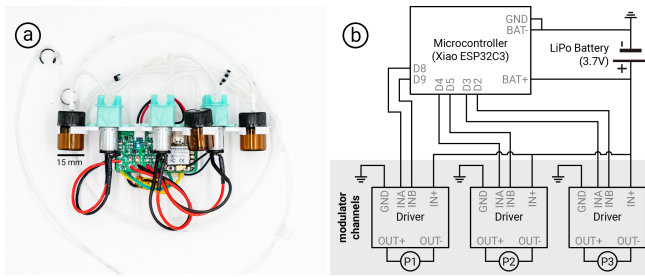 a
15 mm
b
GND
BAT-
Microcontroller
(Xiao ESP32C3)
LiPo Battery
(3.7V)
-
+
BAT+
D8
D9
D4
D5
D3
D2
modulator
channels
GND
INA
INB
IN+
Driver
OUT+ OUT-
P1
GND
INA
INB
IN+
Driver
OUT+ OUT-
P2
GND
INA
INB
IN+
Driver
OUT+ OUT-
P3